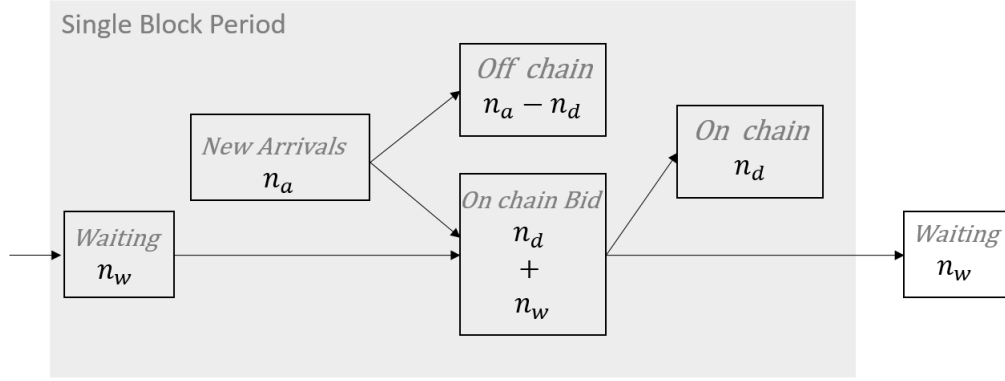 Single Block Period
Off chain
n_a − n_d
New Arrivals
n_a
On chain
n_d
On chain Bid
n_d
+
n_w
Waiting
n_w
Waiting
n_w